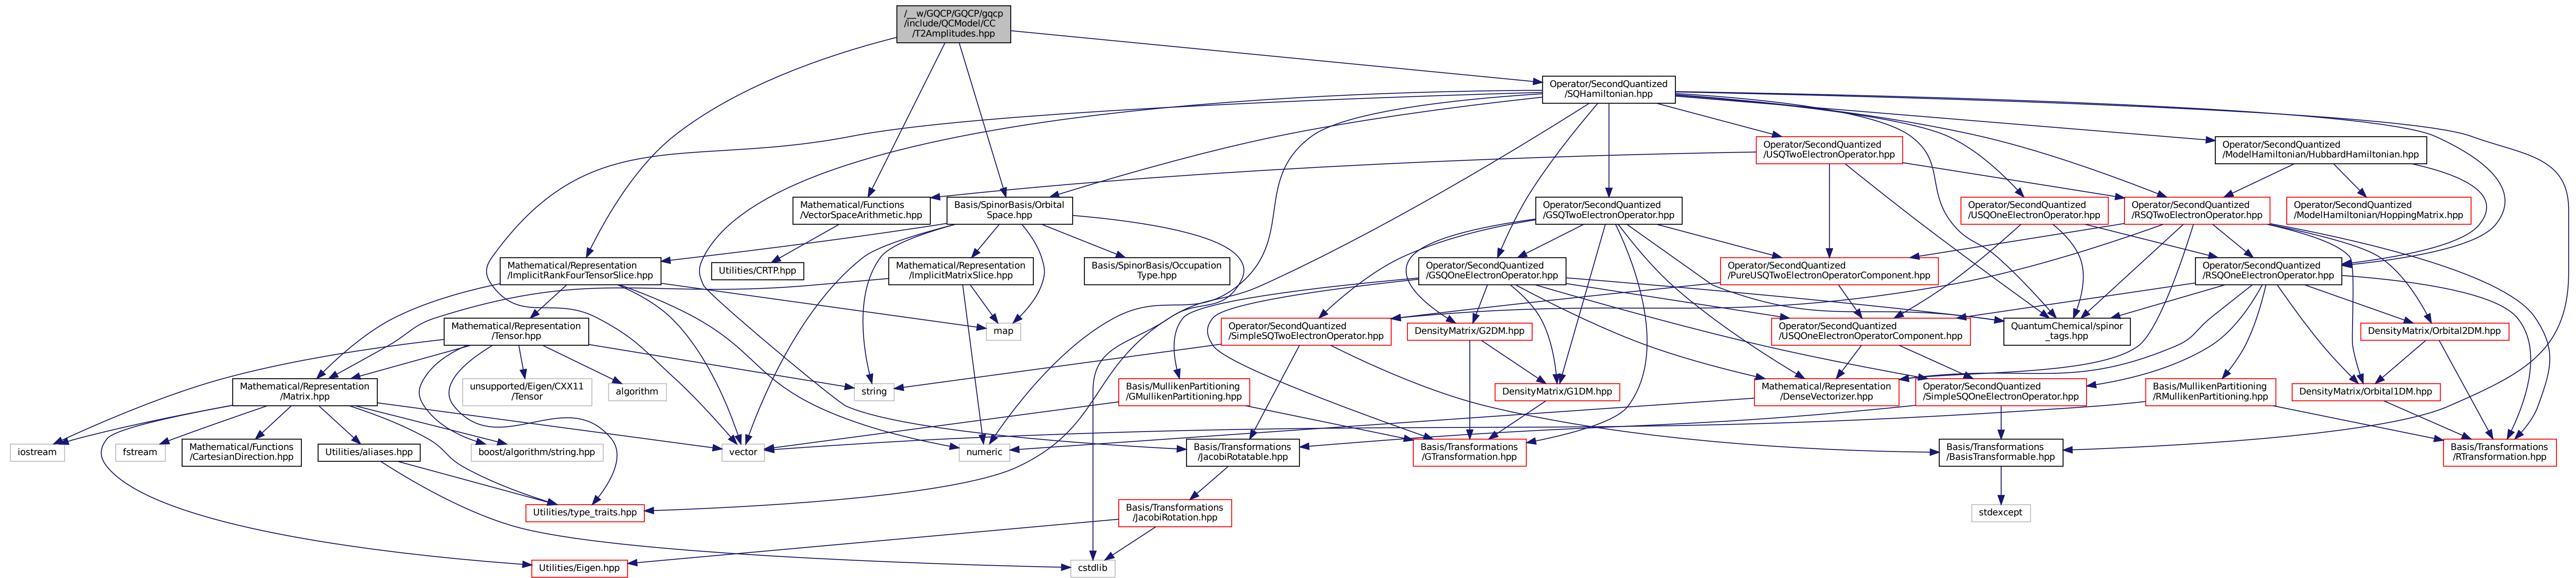 /__w/GQCP/GQCP/gqcp
/include/QCModel/CC
/T2Amplitudes.hpp
Operator/SecondQuantized
/SQHamiltonian.hpp
Operator/SecondQuantized
/USQTwoElectronOperator.hpp
Operator/SecondQuantized
/ModelHamiltonian/HubbardHamiltonian.hpp
Mathematical/Functions
/VectorSpaceArithmetic.hpp
Basis/SpinorBasis/Orbital
Space.hpp
Operator/SecondQuantized
/GSQTwoElectronOperator.hpp
Operator/SecondQuantized
/USQOneElectronOperator.hpp
Operator/SecondQuantized
/RSQTwoElectronOperator.hpp
Operator/SecondQuantized
/ModelHamiltonian/HoppingMatrix.hpp
Mathematical/Representation
/ImplicitRankFourTensorSlice.hpp
Utilities/CRTP.hpp
Mathematical/Representation
/ImplicitMatrixSlice.hpp
Basis/SpinorBasis/Occupation
Type.hpp
Operator/SecondQuantized
/GSQOneElectronOperator.hpp
Operator/SecondQuantized
/PureUSQTwoElectronOperatorComponent.hpp
Operator/SecondQuantized
/RSQOneElectronOperator.hpp
Mathematical/Representation
/Tensor.hpp
map
Operator/SecondQuantized
/SimpleSQTwoElectronOperator.hpp
DensityMatrix/G2DM.hpp
Operator/SecondQuantized
/USQOneElectronOperatorComponent.hpp
QuantumChemical/spinor
_tags.hpp
DensityMatrix/Orbital2DM.hpp
Mathematical/Representation
/Matrix.hpp
unsupported/Eigen/CXX11
/Tensor
algorithm
string
Basis/MullikenPartitioning
/GMullikenPartitioning.hpp
DensityMatrix/G1DM.hpp
Mathematical/Representation
/DenseVectorizer.hpp
Operator/SecondQuantized
/SimpleSQOneElectronOperator.hpp
Basis/MullikenPartitioning
/RMullikenPartitioning.hpp
DensityMatrix/Orbital1DM.hpp
iostream
fstream
Mathematical/Functions
/CartesianDirection.hpp
Utilities/aliases.hpp
boost/algorithm/string.hpp
vector
numeric
Basis/Transformations
/JacobiRotatable.hpp
Basis/Transformations
/GTransformation.hpp
Basis/Transformations
/BasisTransformable.hpp
Basis/Transformations
/RTransformation.hpp
Utilities/type_traits.hpp
Basis/Transformations
/JacobiRotation.hpp
stdexcept
Utilities/Eigen.hpp
cstdlib